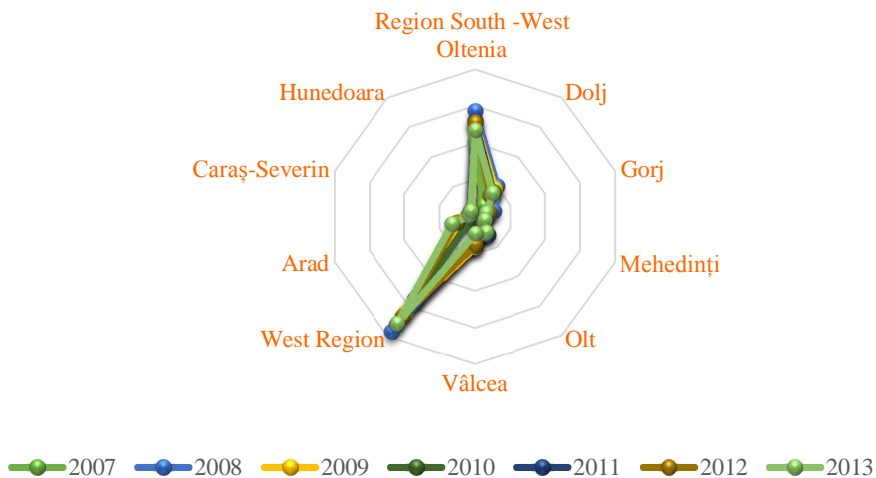 Region South -West
Oltenia
Hunedoara
Dolj
Caraș-Severin
Gorj
Arad
Mehedinți
West Region
Olt
Vâlcea
2007 2008 2009 2010 2011 2012 2013